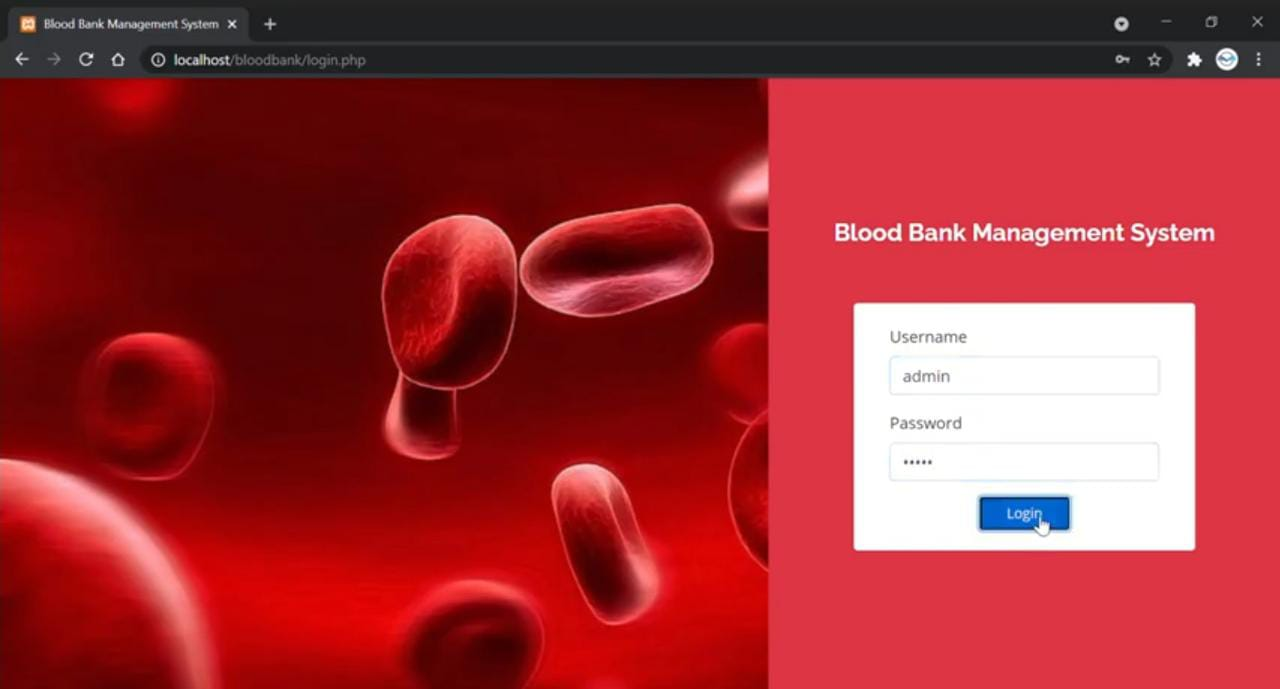 Blood Bank Management System
localhost/bloodbank/login.php
Blood Bank Management System
Username
admin
Password
•••••
Login